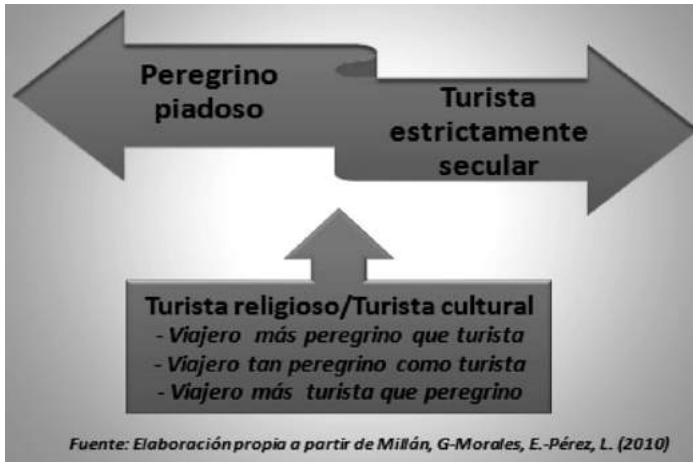 Peregrino
piadoso
Turista
estrictamente
secular
Turista religioso/Turista cultural
- Viajero más peregrino que turista
- Viajero tan peregrino como turista
- Viajero más turista que peregrino
Fuente: Elaboración propia a partir de Millán, G-Morales, E.-Pérez, L. (2010)